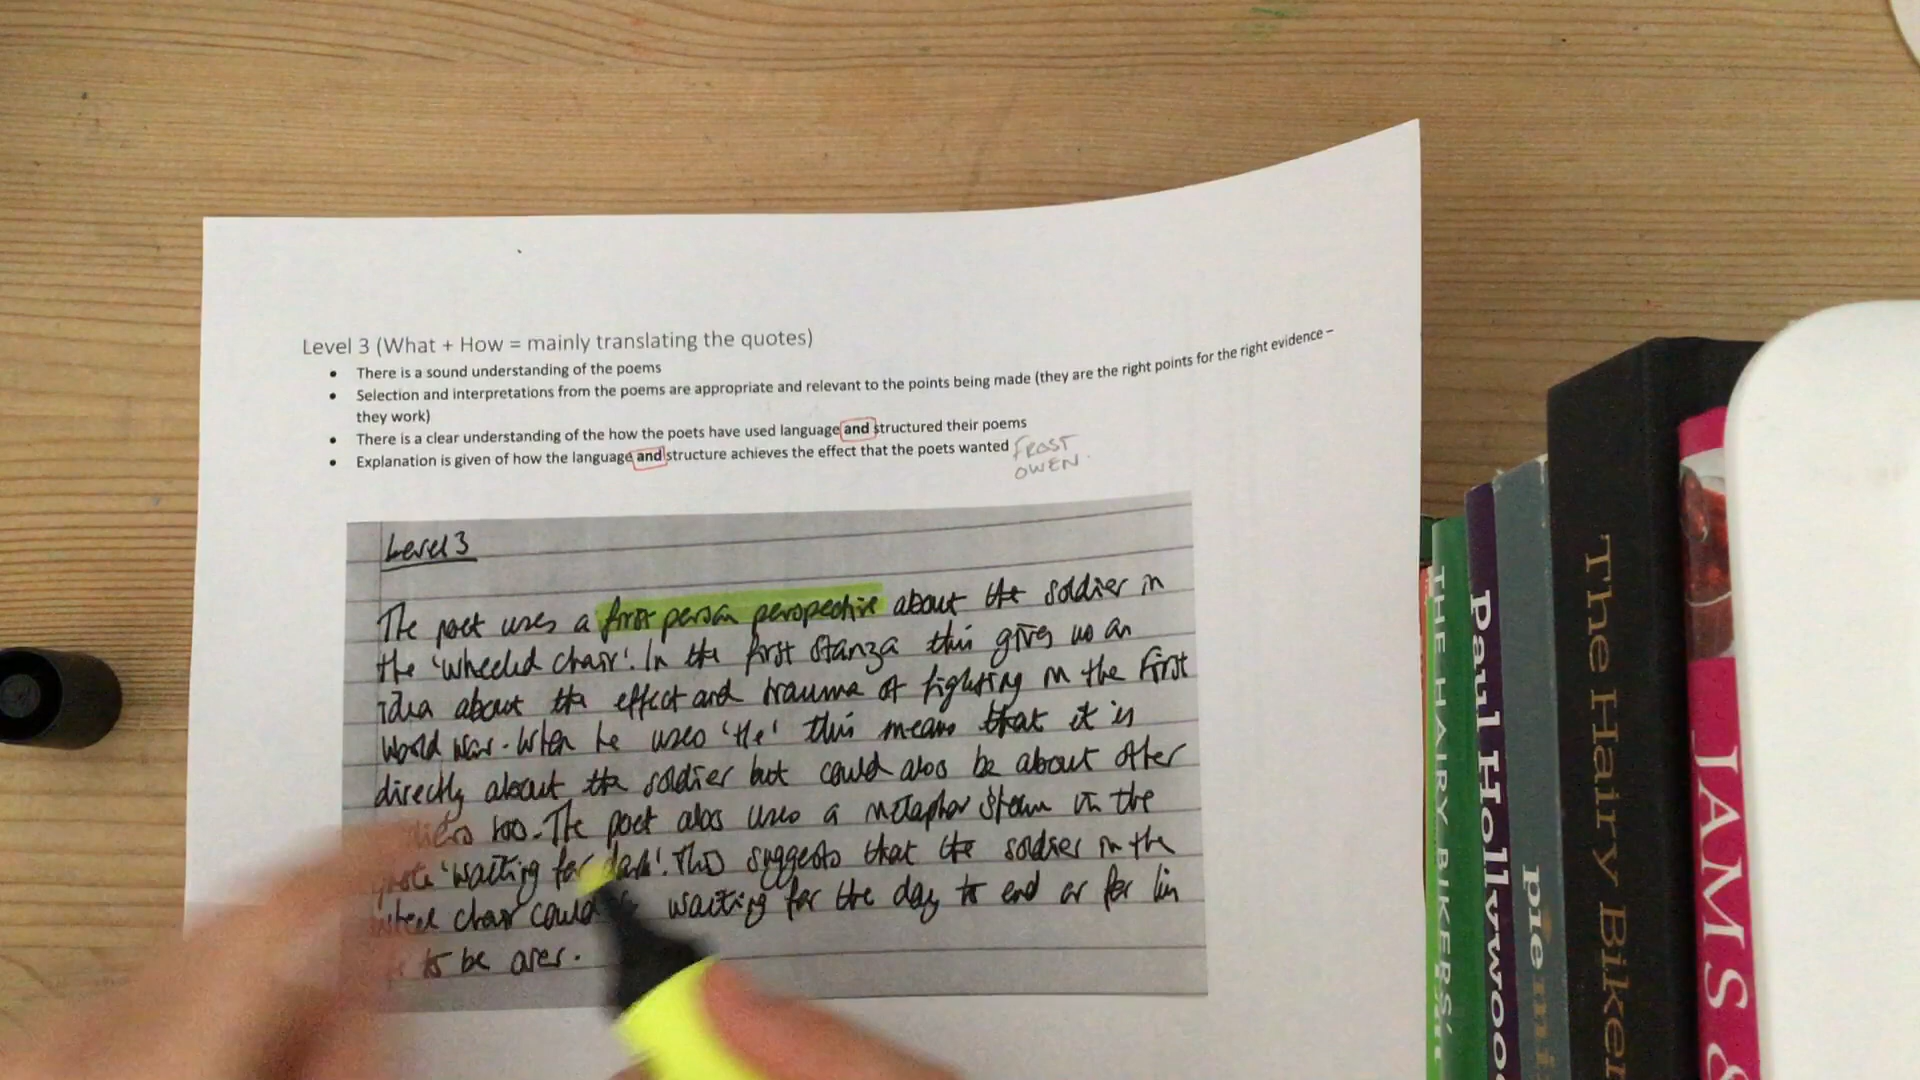 Level 3 (What + How = mainly translating the quotes)
• There is a sound understanding of the poems
• Selection and interpretations from the poems are appropriate and relevant to the points being made (they are the right points for the right evidence –
they work)
• There is a clear understanding of the how the poets have used language and structured their poems
• Explanation is given of how the language and structure achieves the effect that the poets wanted
FROST
OWEN.
Level 3
The poet uses a first person perspective about the soldier in
the 'wheeled chair'. In the first stanza this gives us an
idea about the effect and trauma of fighting in the First
World War. When he uses 'He' this means that it is
directly about the soldier but could also be about other
too. The poet also uses a metaphor in the
'waiting for dark'. This suggests that the soldier in the
wheel chair could waiting for the day to end or for
to be over.
THE HAIRY BIKERS'
Paul Hollywood
pie
The Hairy Biker
JAMS &